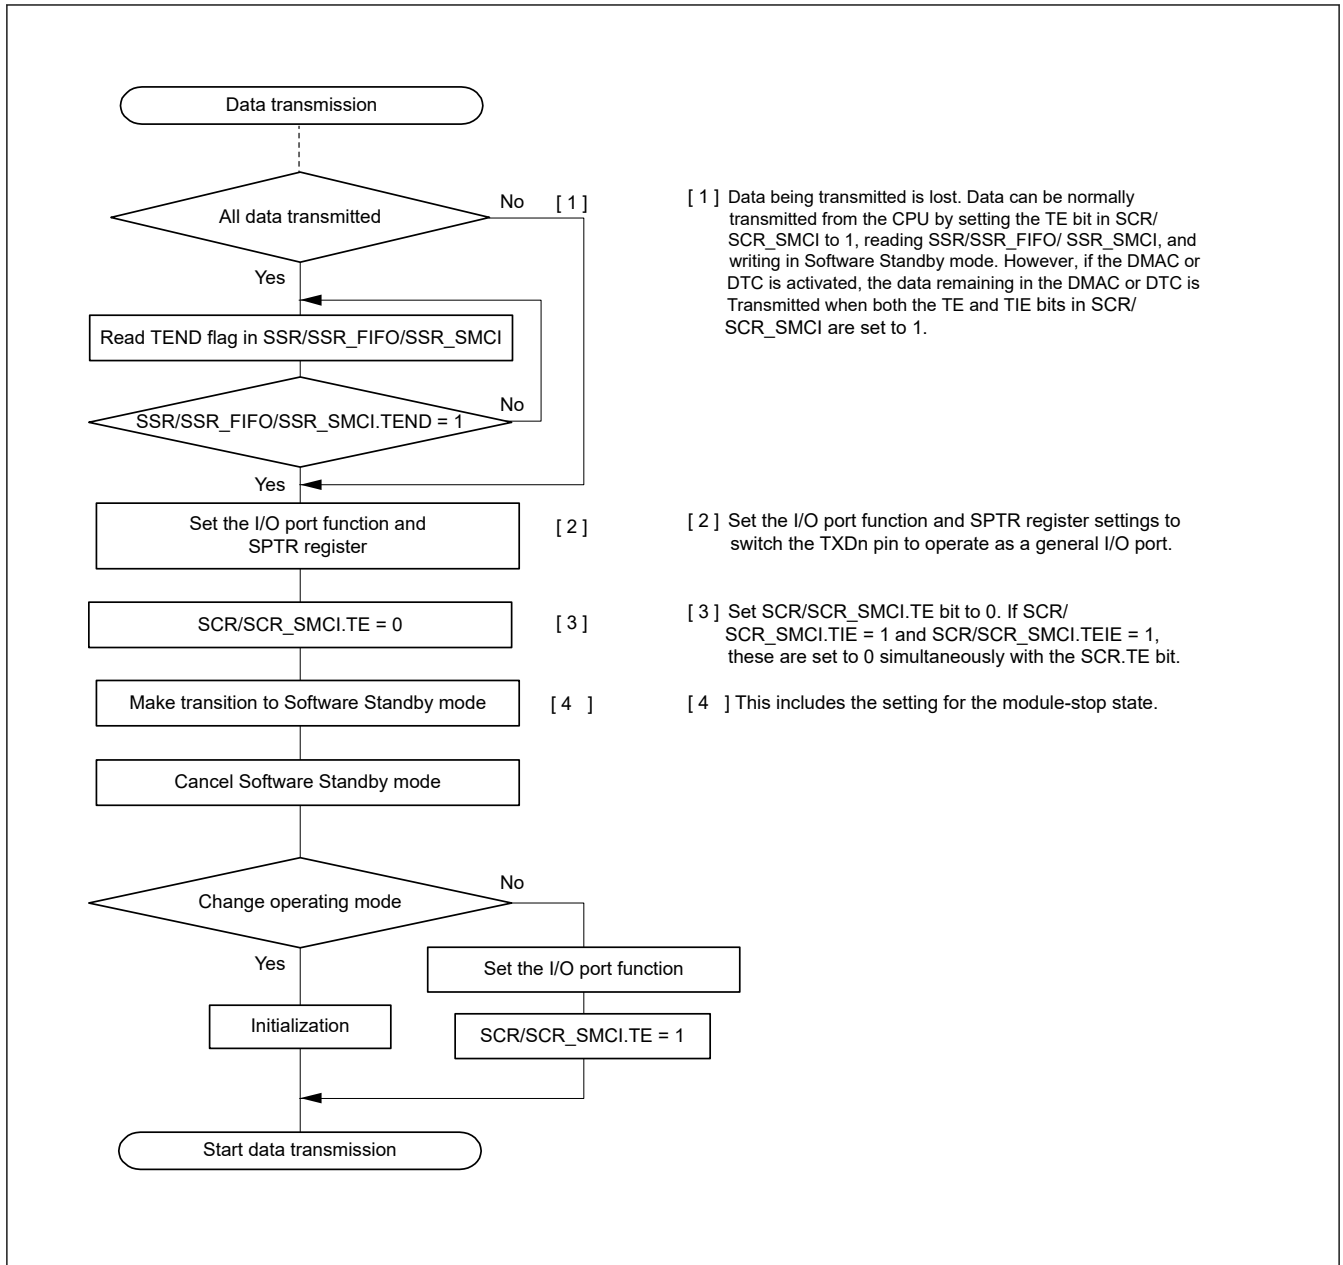 Data transmission
All data transmitted
No [ 1 ]
Yes
Read TEND flag in SSR/SSR_FIFO/SSR_SMCI
SSR/SSR_FIFO/SSR_SMCI.TEND = 1
No
Yes
Set the I/O port function and
SPTR register
[ 2 ]
SCR/SCR_SMCI.TE = 0
[ 3 ]
Make transition to Software Standby mode
[ 4 ]
Cancel Software Standby mode
Change operating mode
No
Yes
Set the I/O port function
Initialization
SCR/SCR_SMCI.TE = 1
Start data transmission
[ 1 ] Data being transmitted is lost. Data can be normally
transmitted from the CPU by setting the TE bit in SCR/
SCR_SMCI to 1, reading SSR/SSR_FIFO/ SSR_SMCI, and
writing in Software Standby mode. However, if the DMAC or
DTC is activated, the data remaining in the DMAC or DTC is
Transmitted when both the TE and TIE bits in SCR/
SCR_SMCI are set to 1.
[ 2 ] Set the I/O port function and SPTR register settings to
switch the TXDn pin to operate as a general I/O port.
[ 3 ] Set SCR/SCR_SMCI.TE bit to 0. If SCR/
SCR_SMCI.TIE = 1 and SCR/SCR_SMCI.TEIE = 1,
these are set to 0 simultaneously with the SCR.TE bit.
[ 4 ] This includes the setting for the module-stop state.